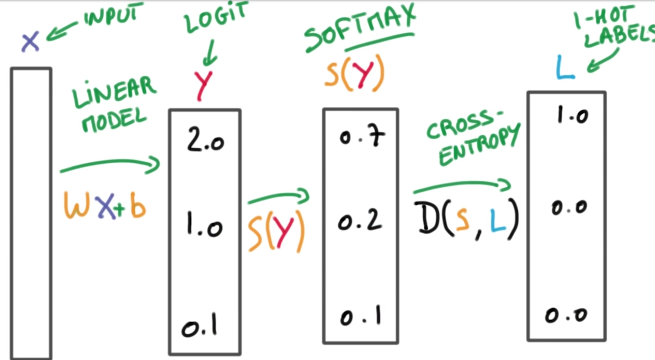 X
INPUT
LINEAR
MODEL
WX+b
LOGIT
Y
2.0
1.0
0.1
S(Y)
SOFTMAX
S(Y)
0.7
0.2
0.1
CROSS-
ENTROPY
D(S, L)
1-HOT
LABELS
L
1.0
0.0
0.0